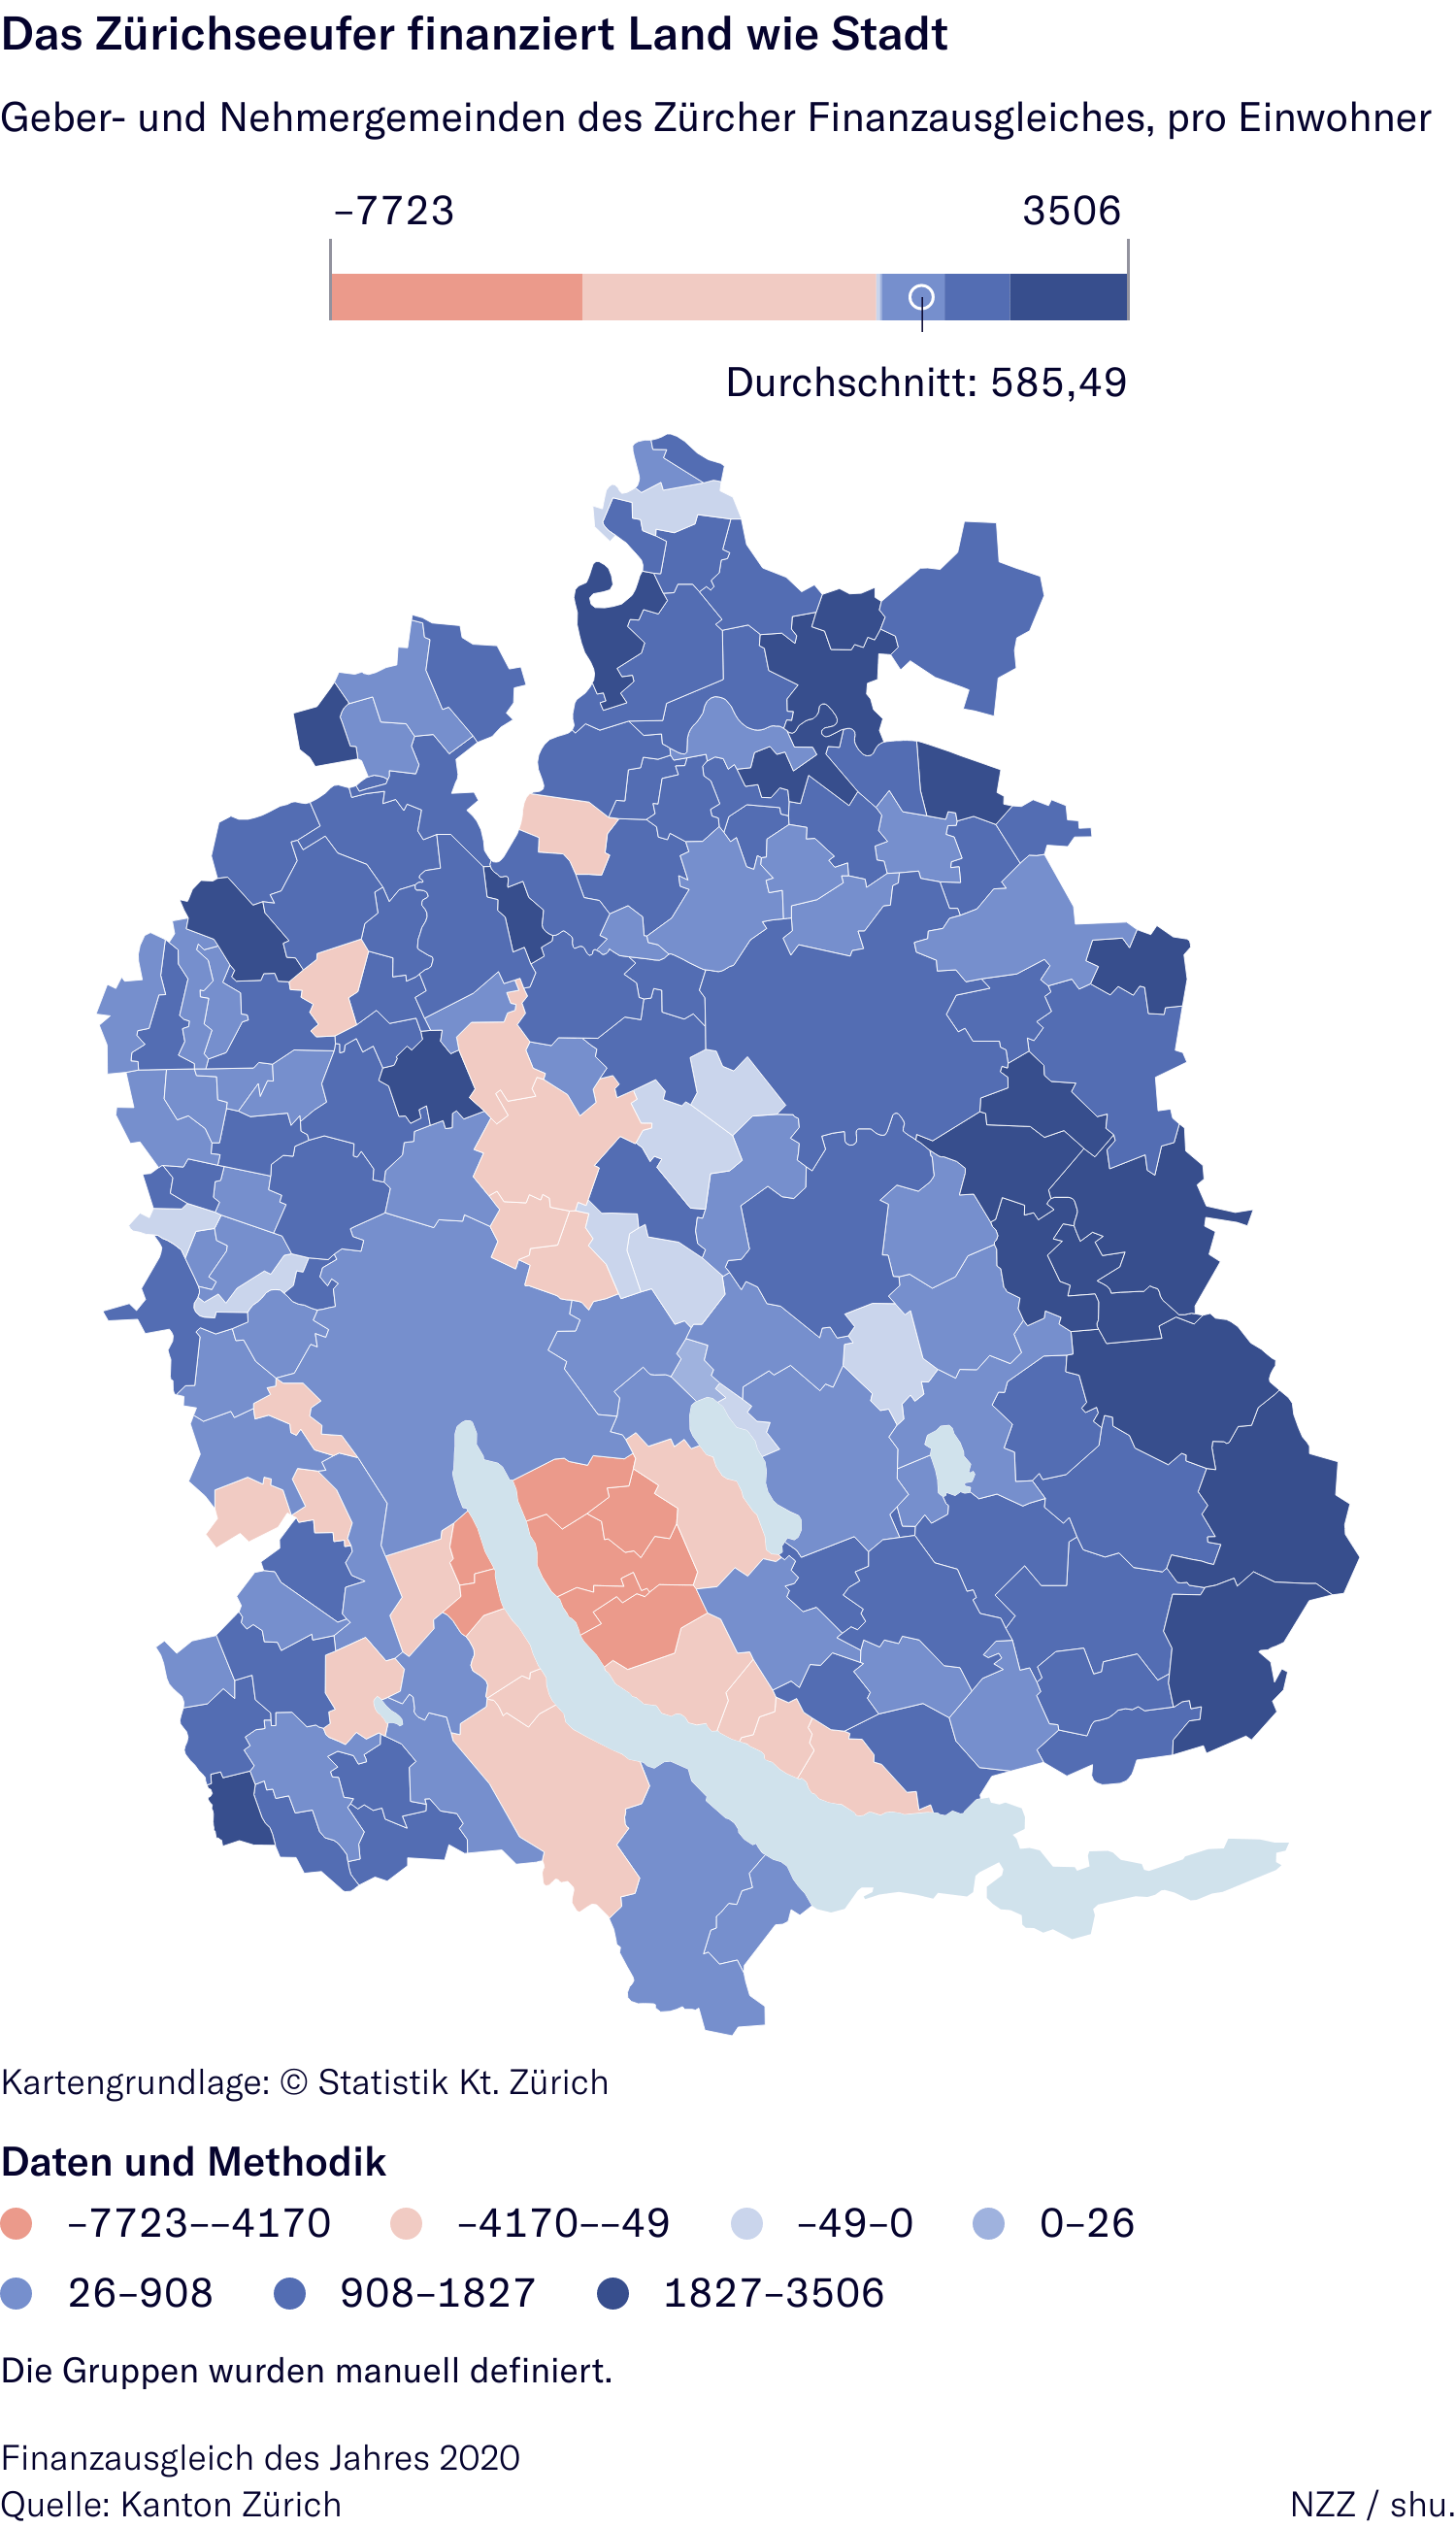 Das Zürichseeufer finanziert Land wie Stadt
Geber- und Nehmergemeinden des Zürcher Finanzausgleiches, pro Einwohner
–7723 3506
Durchschnitt: 585,49
Kartengrundlage: © Statistik Kt. Zürich
Daten und Methodik
–7723––4170 –4170––49 –49–0 0–26
26–908 908–1827 1827–3506
Die Gruppen wurden manuell definiert.
Finanzausgleich des Jahres 2020
Quelle: Kanton Zürich NZZ / shu.